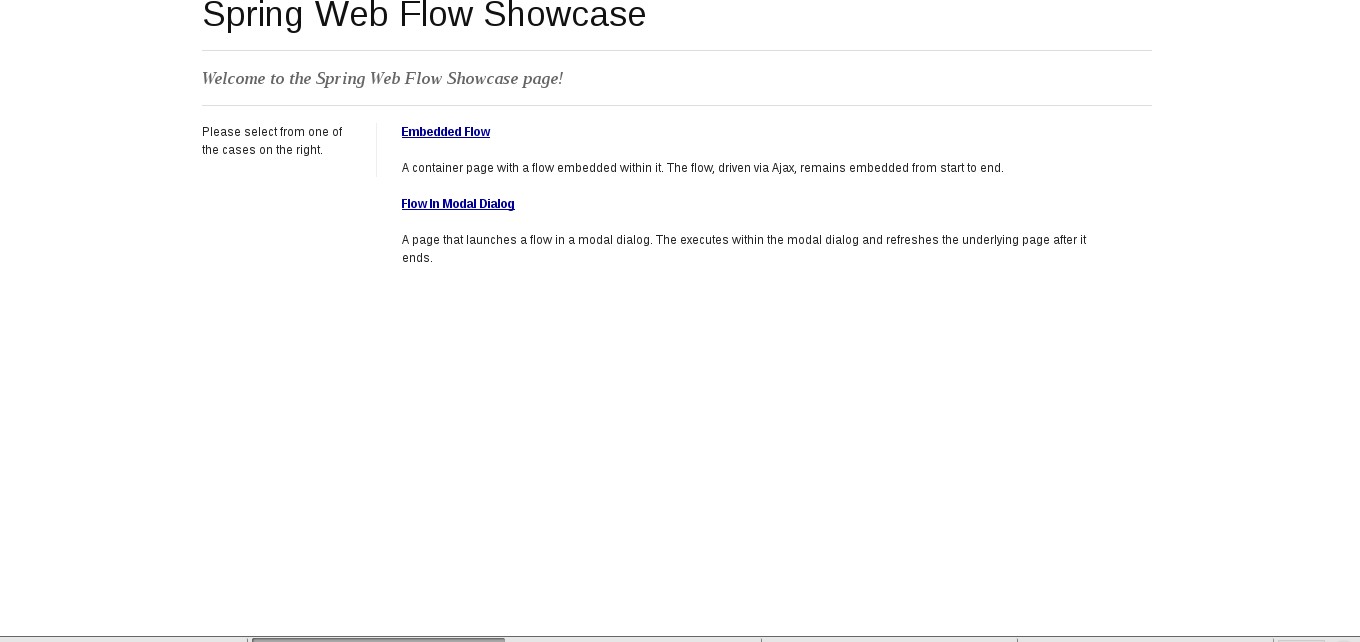 Spring Web Flow Showcase
Welcome to the Spring Web Flow Showcase page!
Please select from one of
the cases on the right.
Embedded Flow
A container page with a flow embedded within it. The flow, driven via Ajax, remains embedded from start to end.
Flow In Modal Dialog
A page that launches a flow in a modal dialog. The executes within the modal dialog and refreshes the underlying page after it
ends.